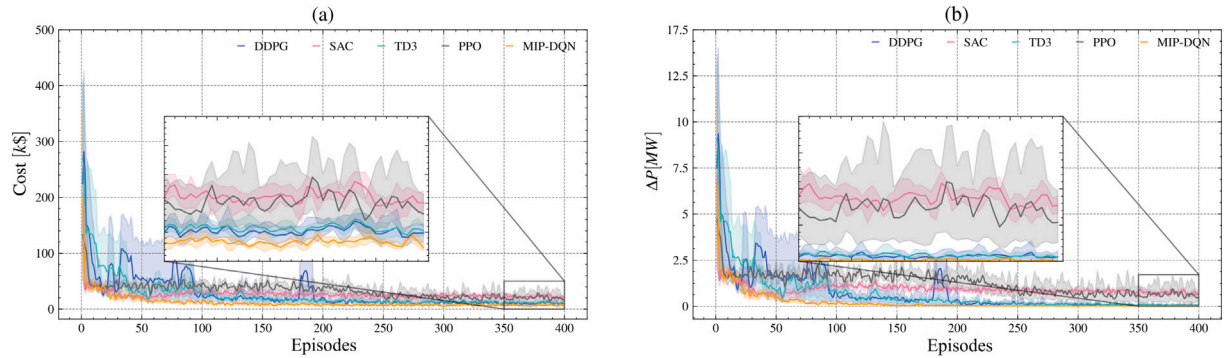 (a)
500
400
300
200
100
0
Cost [k$]
DDPG SAC TD3 PPO MIP-DQN
0 50 100 150 200 250 300 350 400
Episodes
(b)
17.5
15
12.5
10
7.5
5
2.5
0
ΔP[MW]
DDPG SAC TD3 PPO MIP-DQN
0 50 100 150 200 250 300 350 400
Episodes